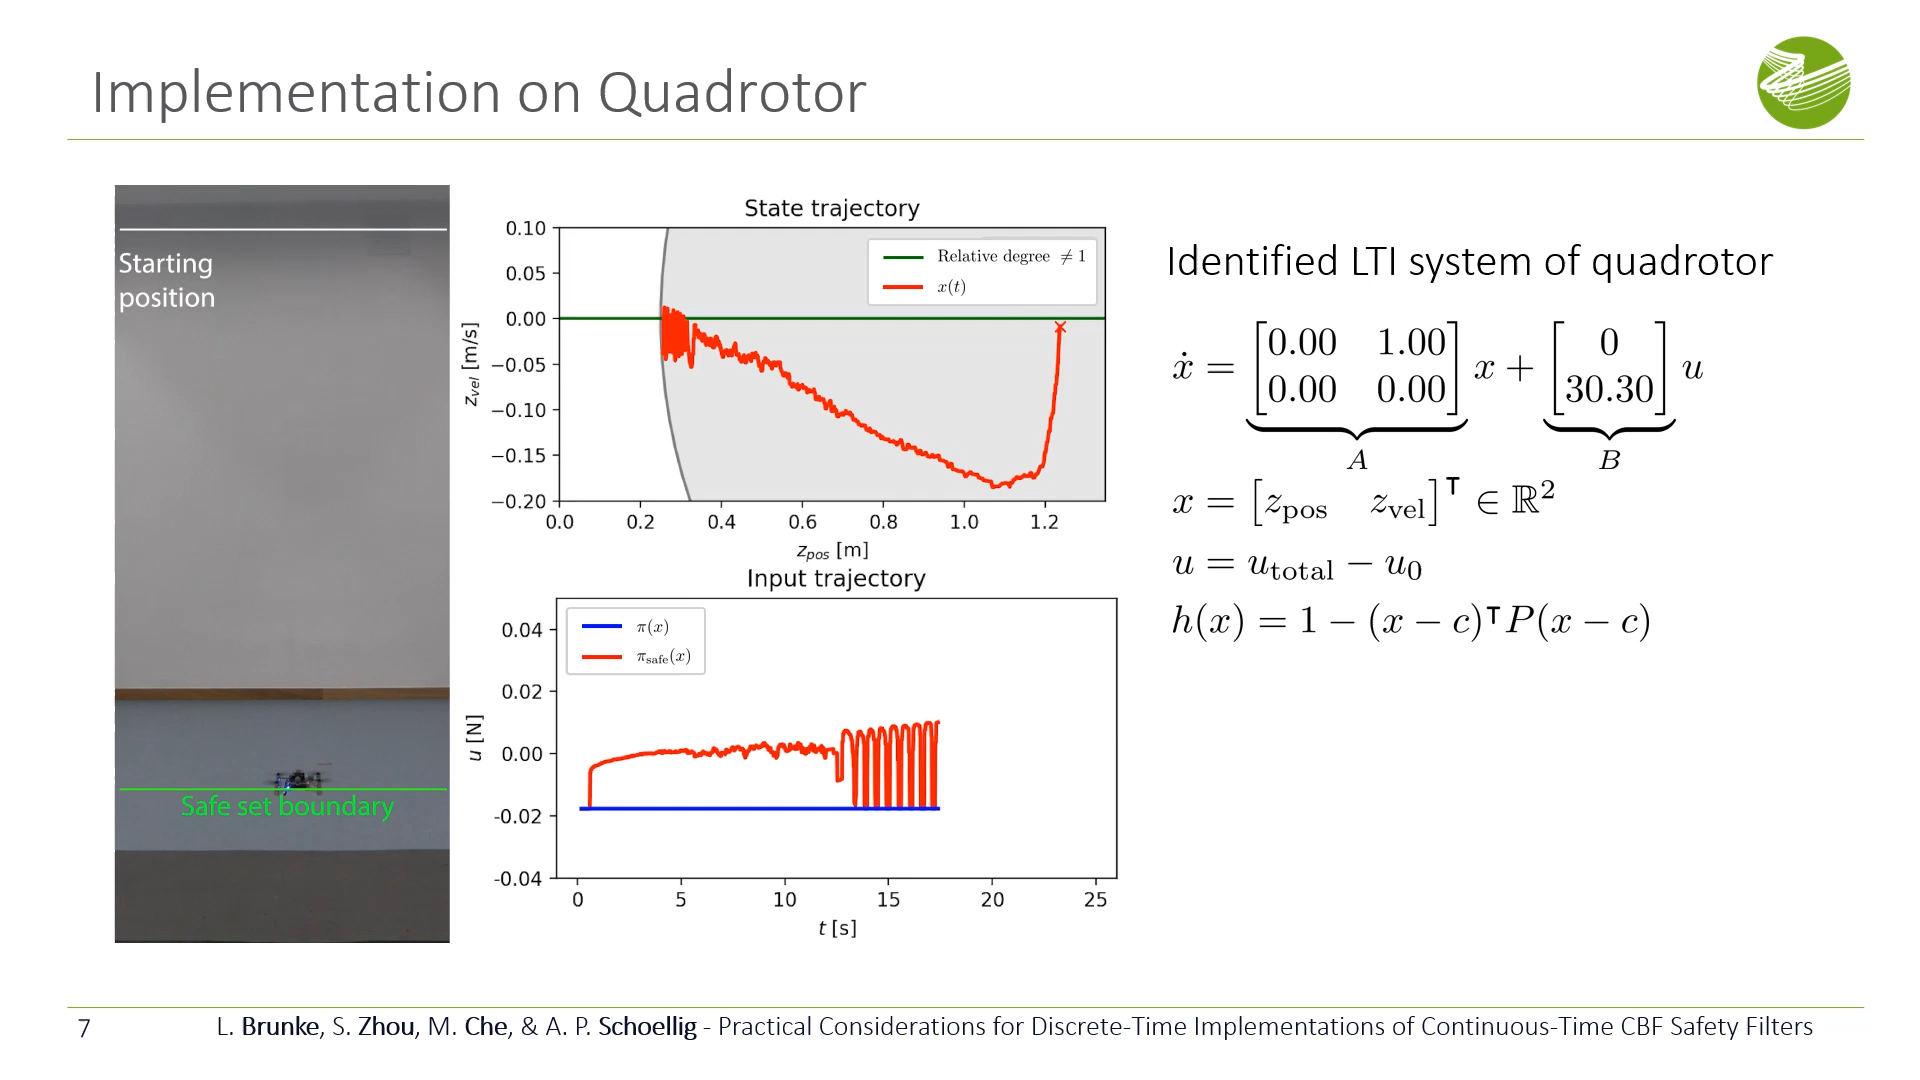 Implementation on Quadrotor
Starting
position
Safe set boundary
State trajectory
0.10
0.05
0.00
−0.05
−0.10
−0.15
−0.20
z_vel [m/s]
Relative degree ≠ 1
x(t)
0.0 0.2 0.4 0.6 0.8 1.0 1.2
z_pos [m]
Input trajectory
0.04
0.02
0.00
-0.02
-0.04
u [N]
π(x)
π_safe(x)
0 5 10 15 20 25
t [s]
Identified LTI system of quadrotor
ẋ = [0.00 1.00; 0.00 0.00] x + [0; 30.30] u
A B
x = [z_pos z_vel]^⊤ ∈ ℝ²
u = u_total − u_0
h(x) = 1 − (x − c)^⊤ P(x − c)
7
L. Brunke, S. Zhou, M. Che, & A. P. Schoellig - Practical Considerations for Discrete-Time Implementations of Continuous-Time CBF Safety Filters